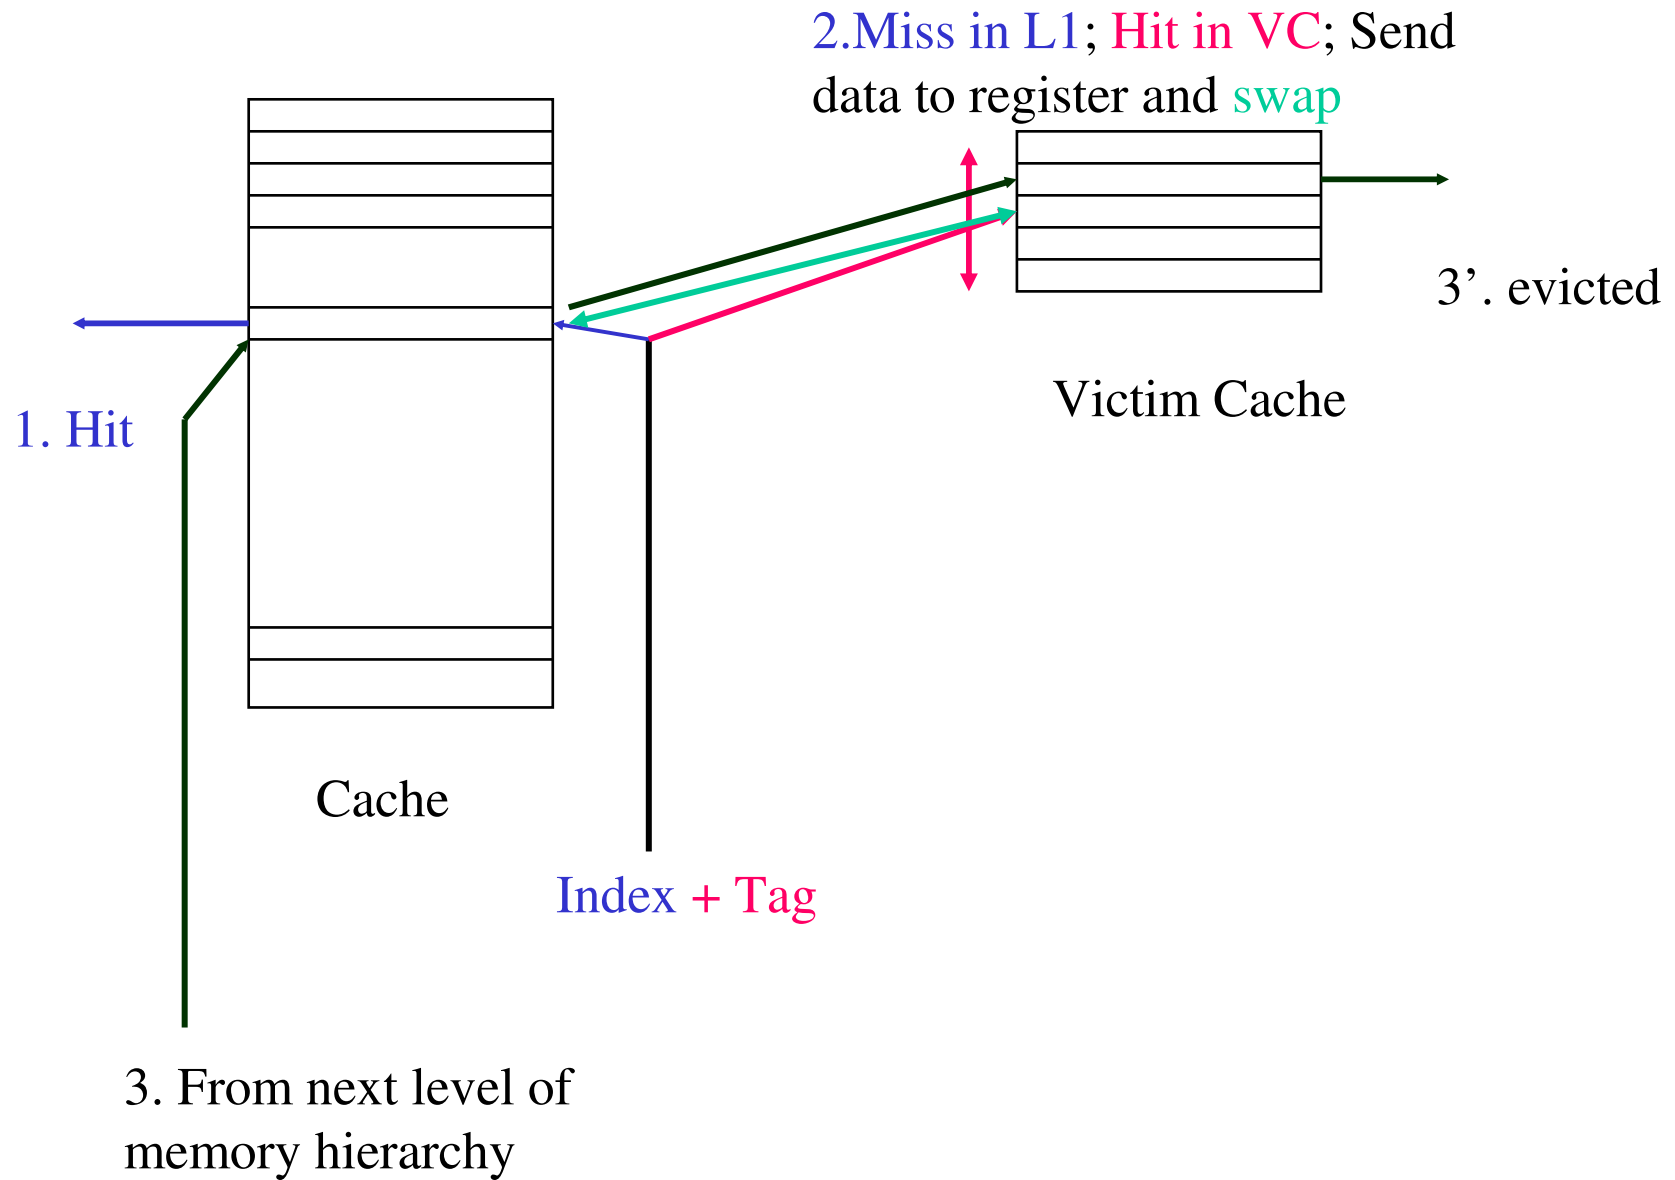 2.Miss in L1; Hit in VC; Send
data to register and swap
3’. evicted
Victim Cache
1. Hit
Cache
Index + Tag
3. From next level of
memory hierarchy